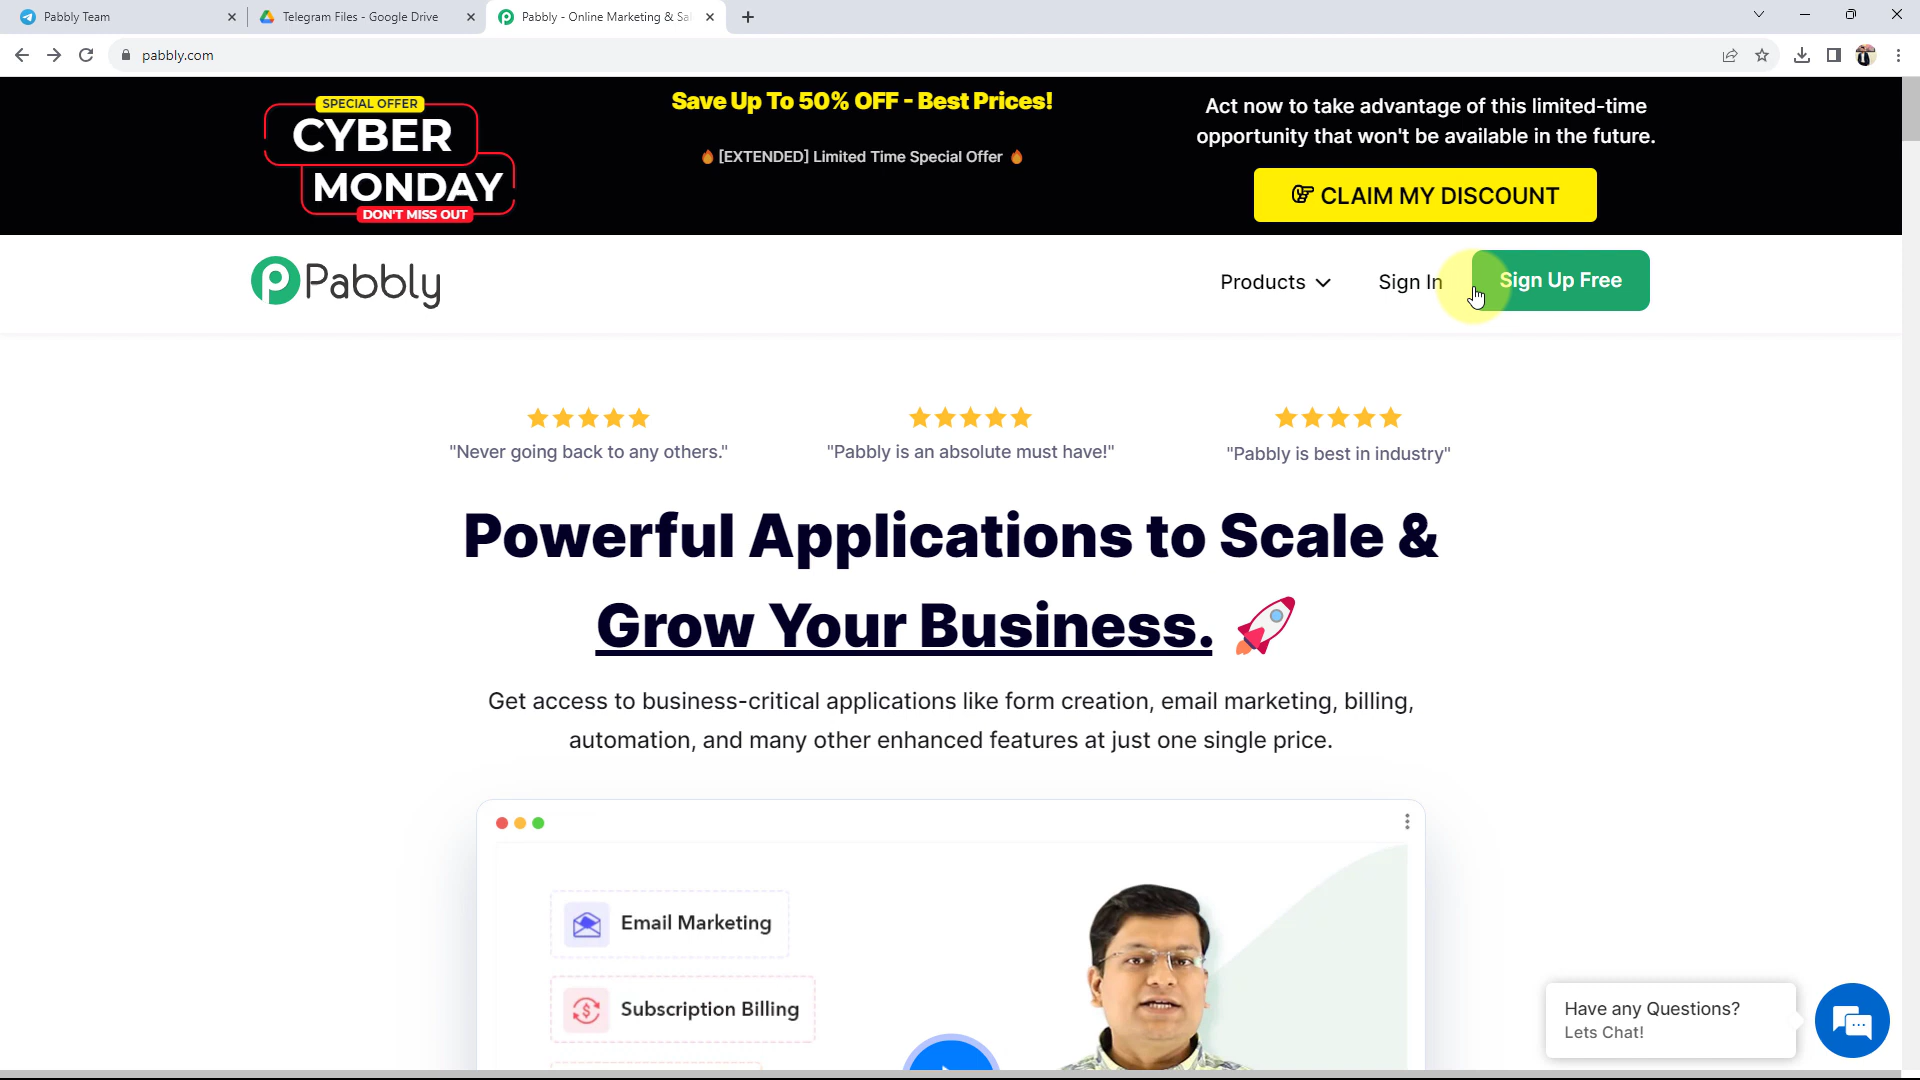 Pabbly Team
Telegram Files - Google Drive
Pabbly - Online Marketing & Sa
pabbly.com
SPECIAL OFFER
CYBER
MONDAY
DON'T MISS OUT
Save Up To 50% OFF - Best Prices!
🔥 [EXTENDED] Limited Time Special Offer 🔥
Act now to take advantage of this limited-time
opportunity that won't be available in the future.
CLAIM MY DISCOUNT
Pabbly
Products
Sign In
Sign Up Free
"Never going back to any others."
"Pabbly is an absolute must have!"
"Pabbly is best in industry"
Powerful Applications to Scale &
Grow Your Business. 🚀
Get access to business-critical applications like form creation, email marketing, billing,
automation, and many other enhanced features at just one single price.
Email Marketing
Subscription Billing
Have any Questions?
Lets Chat!